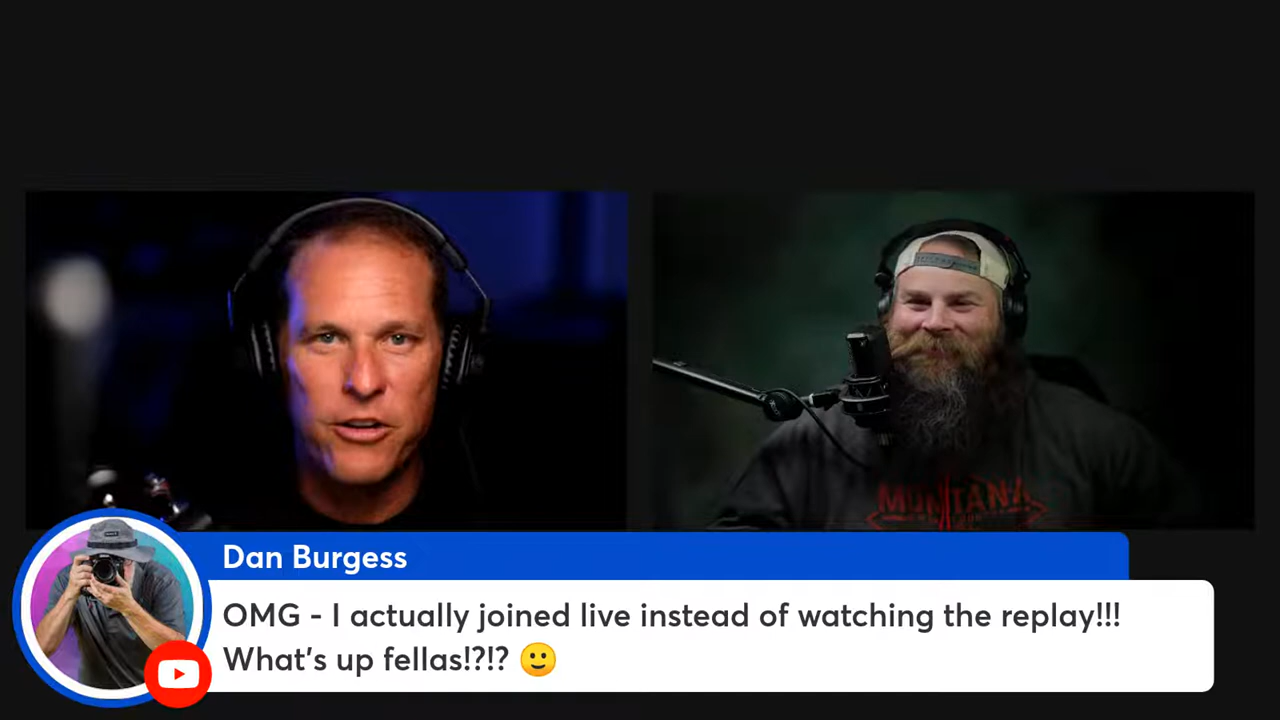 MONTANA
Dan Burgess
OMG - I actually joined live instead of watching the replay!!!
What's up fellas!?!? 🙂